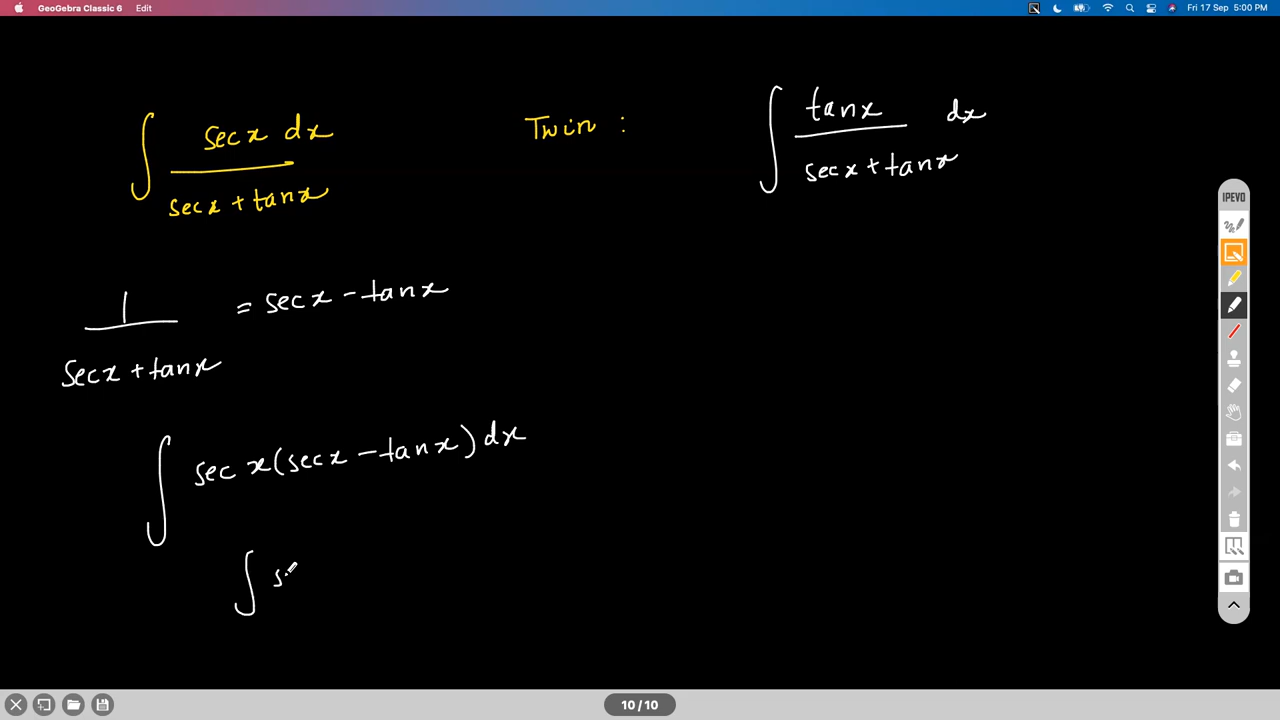 GeoGebra Classic 6 Edit Fri 17 Sep 5:00 PM
∫ sec x dx / sec x + tan x
Twin :
∫ tan x / sec x + tan x dx
IPEVO
1 / sec x + tan x = sec x - tan x
∫ sec x (sec x - tan x) dx
∫ s
10 / 10